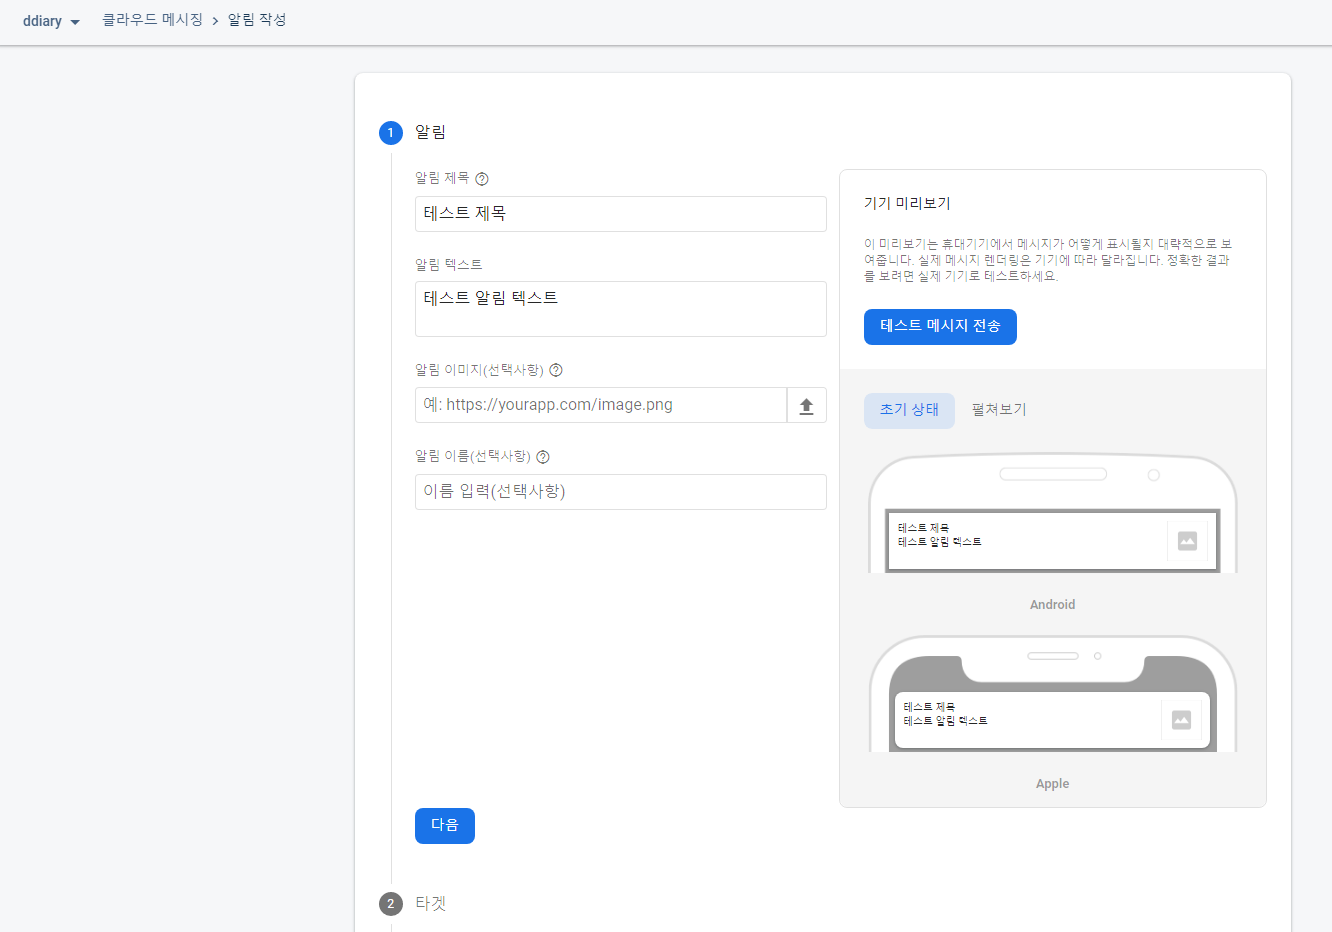 ddiary 클라우드 메시징 > 알림 작성
1 알림
알림 제목
테스트 제목
알림 텍스트
테스트 알림 텍스트
알림 이미지(선택사항)
예: https://yourapp.com/image.png
알림 이름(선택사항)
이름 입력(선택사항)
다음
2 타겟
기기 미리보기
이 미리보기는 휴대기기에서 메시지가 어떻게 표시될지 대략적으로 보
여줍니다. 실제 메시지 렌더링은 기기에 따라 달라집니다. 정확한 결과
를 보려면 실제 기기로 테스트하세요.
테스트 메시지 전송
초기 상태 펼쳐보기
테스트 제목
테스트 알림 텍스트
Android
테스트 제목
테스트 알림 텍스트
Apple